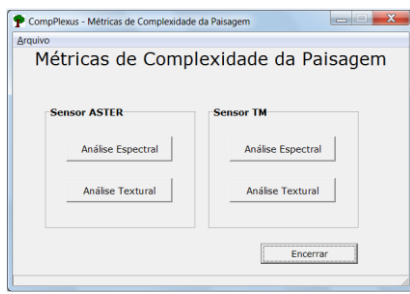 CompPlexus - Métricas de Complexidade da Paisagem
Arquivo
Métricas de Complexidade da Paisagem
Sensor ASTER
Sensor TM
Análise Espectral
Análise Espectral
Análise Textural
Análise Textural
Encerrar